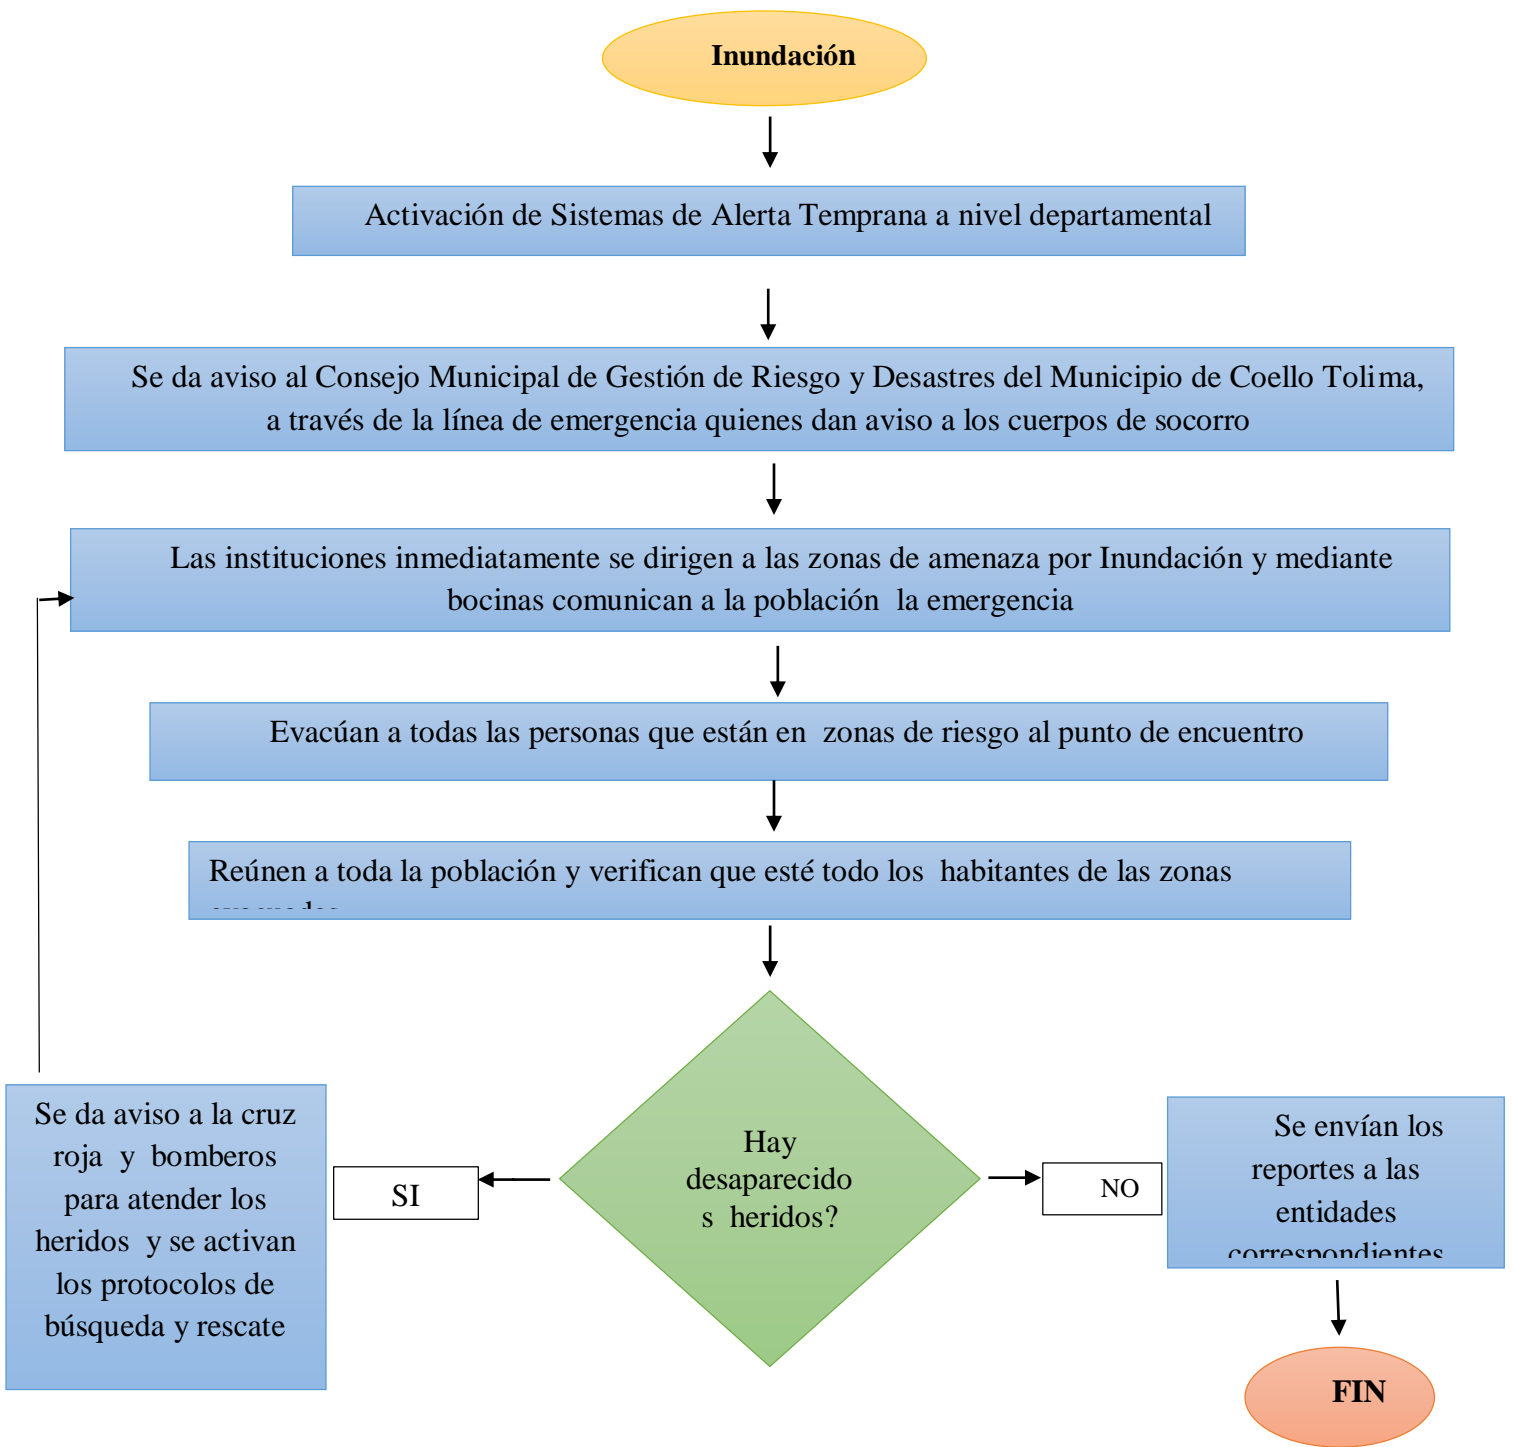 Inundación
Activación de Sistemas de Alerta Temprana a nivel departamental
Se da aviso al Consejo Municipal de Gestión de Riesgo y Desastres del Municipio de Coello Tolima,
a través de la línea de emergencia quienes dan aviso a los cuerpos de socorro
Las instituciones inmediatamente se dirigen a las zonas de amenaza por Inundación y mediante
bocinas comunican a la población la emergencia
Evacúan a todas las personas que están en zonas de riesgo al punto de encuentro
Reúnen a toda la población y verifican que esté todo los habitantes de las zonas
Hay
desaparecido
s heridos?
SI
Se da aviso a la cruz
roja y bomberos
para atender los
heridos y se activan
los protocolos de
búsqueda y rescate
NO
Se envían los
reportes a las
entidades
correspondientes
FIN